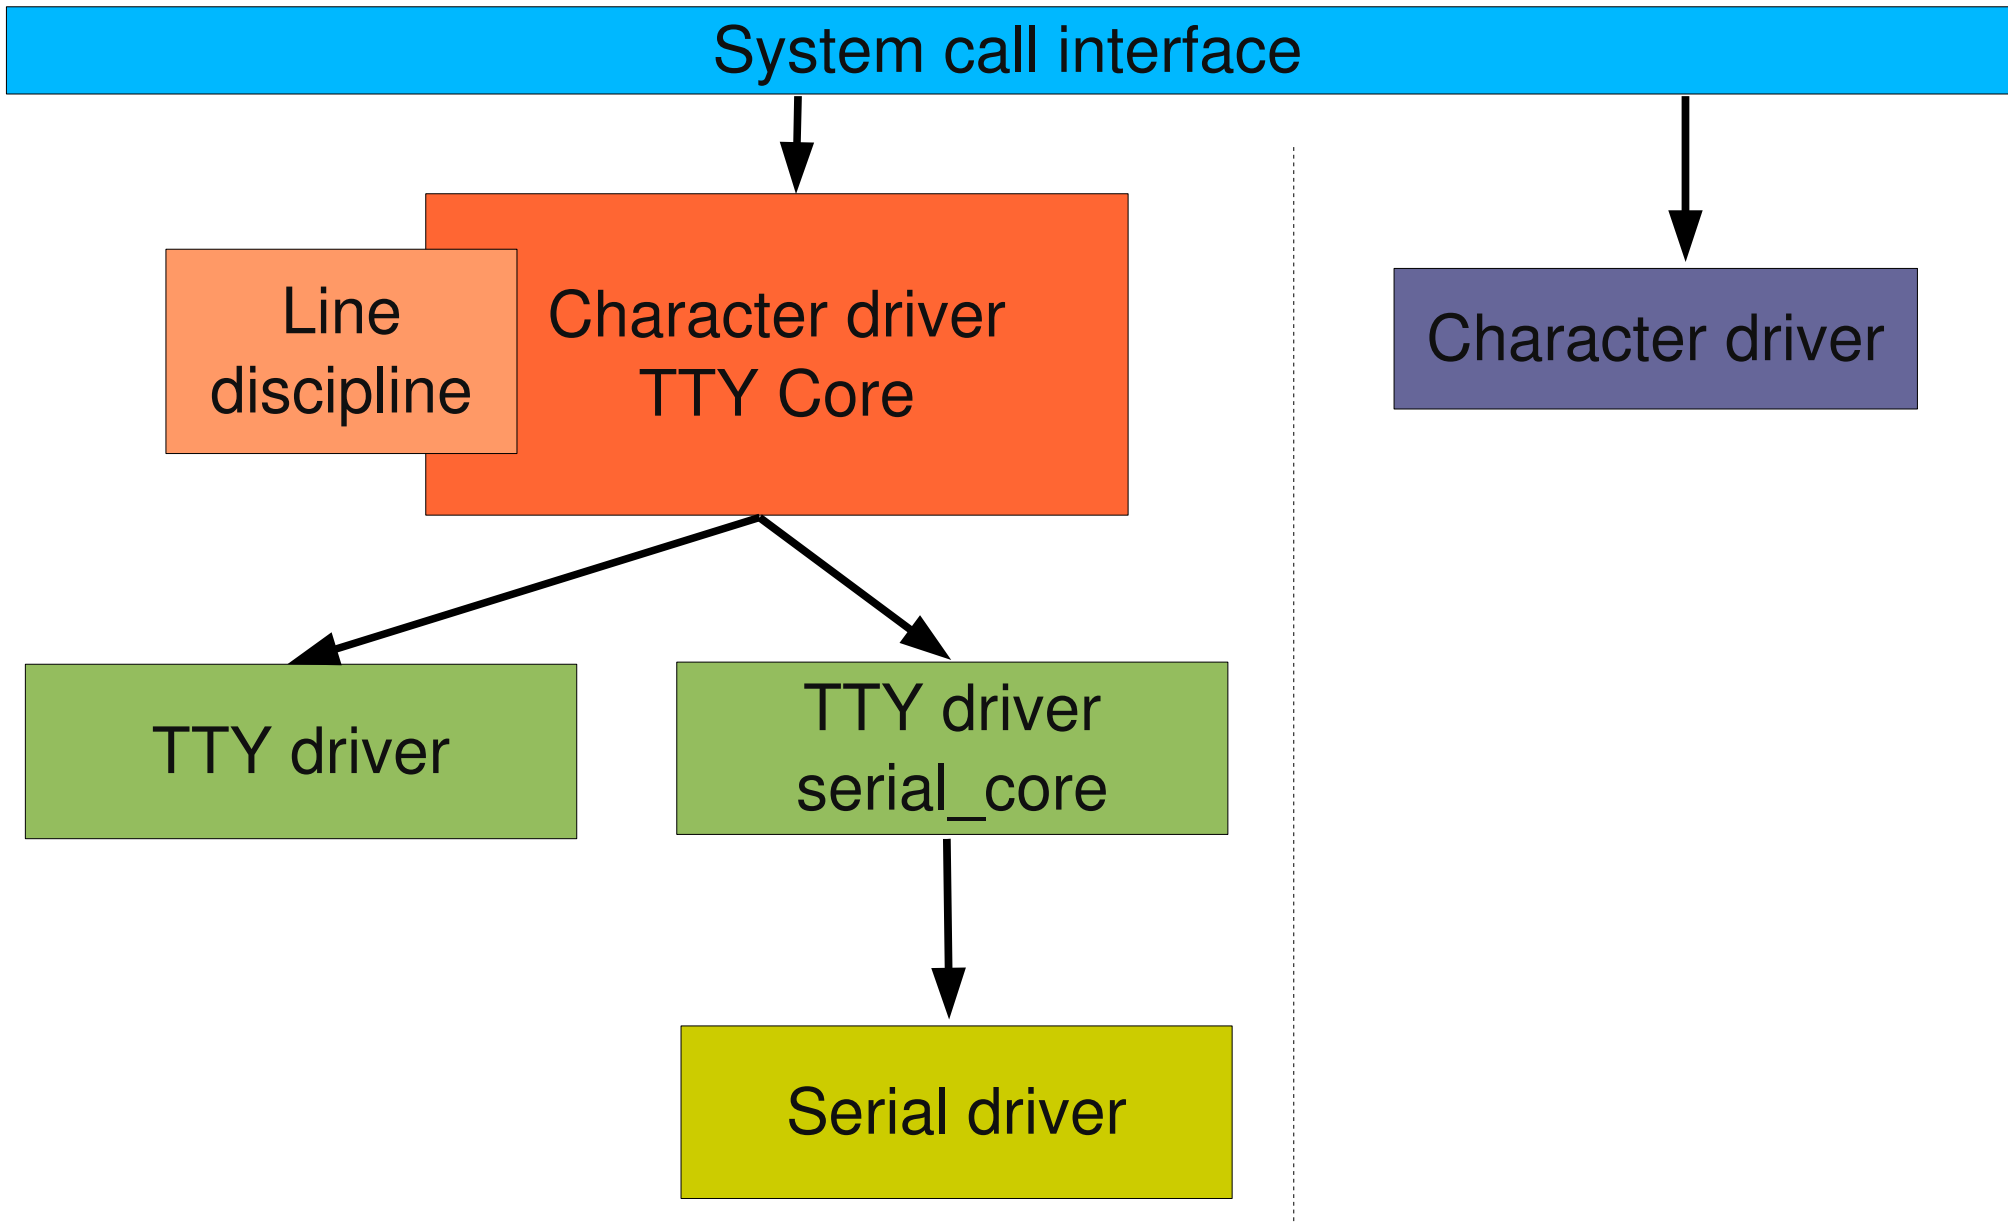 System call interface
Line
discipline
Character driver
TTY Core
Character driver
TTY driver
TTY driver
serial_core
Serial driver